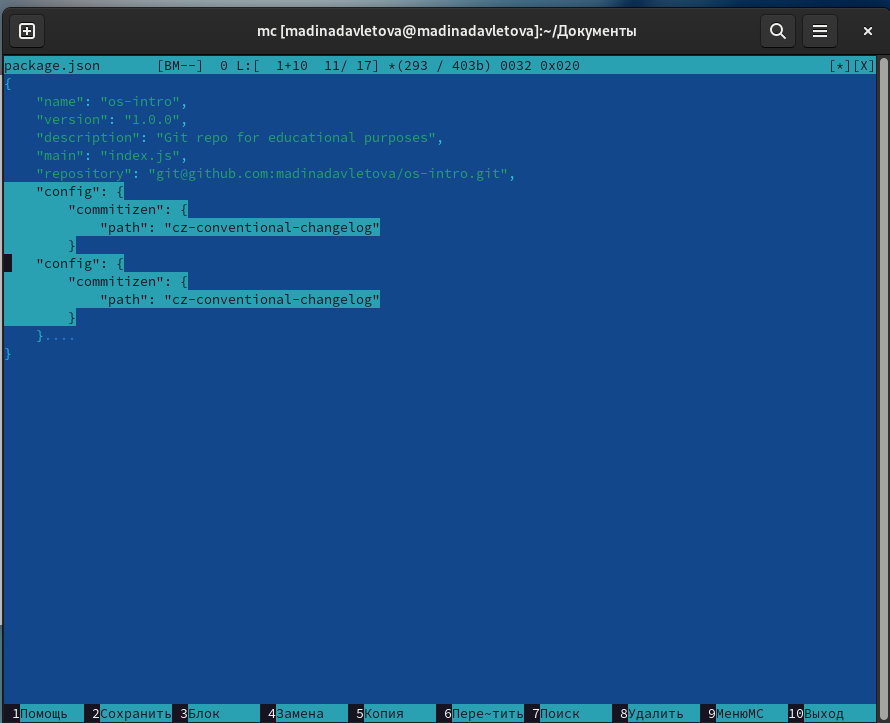 mc [madinadavletova@madinadavletova]:~/Документы
package.json [BM--] 0 L:[ 1+10 11/ 17] *(293 / 403b) 0032 0x020 [*][X]
{
    "name": "os-intro",
    "version": "1.0.0",
    "description": "Git repo for educational purposes",
    "main": "index.js",
    "repository": "git@github.com:madinadavletova/os-intro.git",
    "config": {
        "commitizen": {
            "path": "cz-conventional-changelog"
        }
    "config": {
        "commitizen": {
            "path": "cz-conventional-changelog"
        }
    }....
}
1Помощь 2Сохранить 3Блок 4Замена 5Копия 6Пере~тить 7Поиск 8Удалить 9МенюMC 10Выход